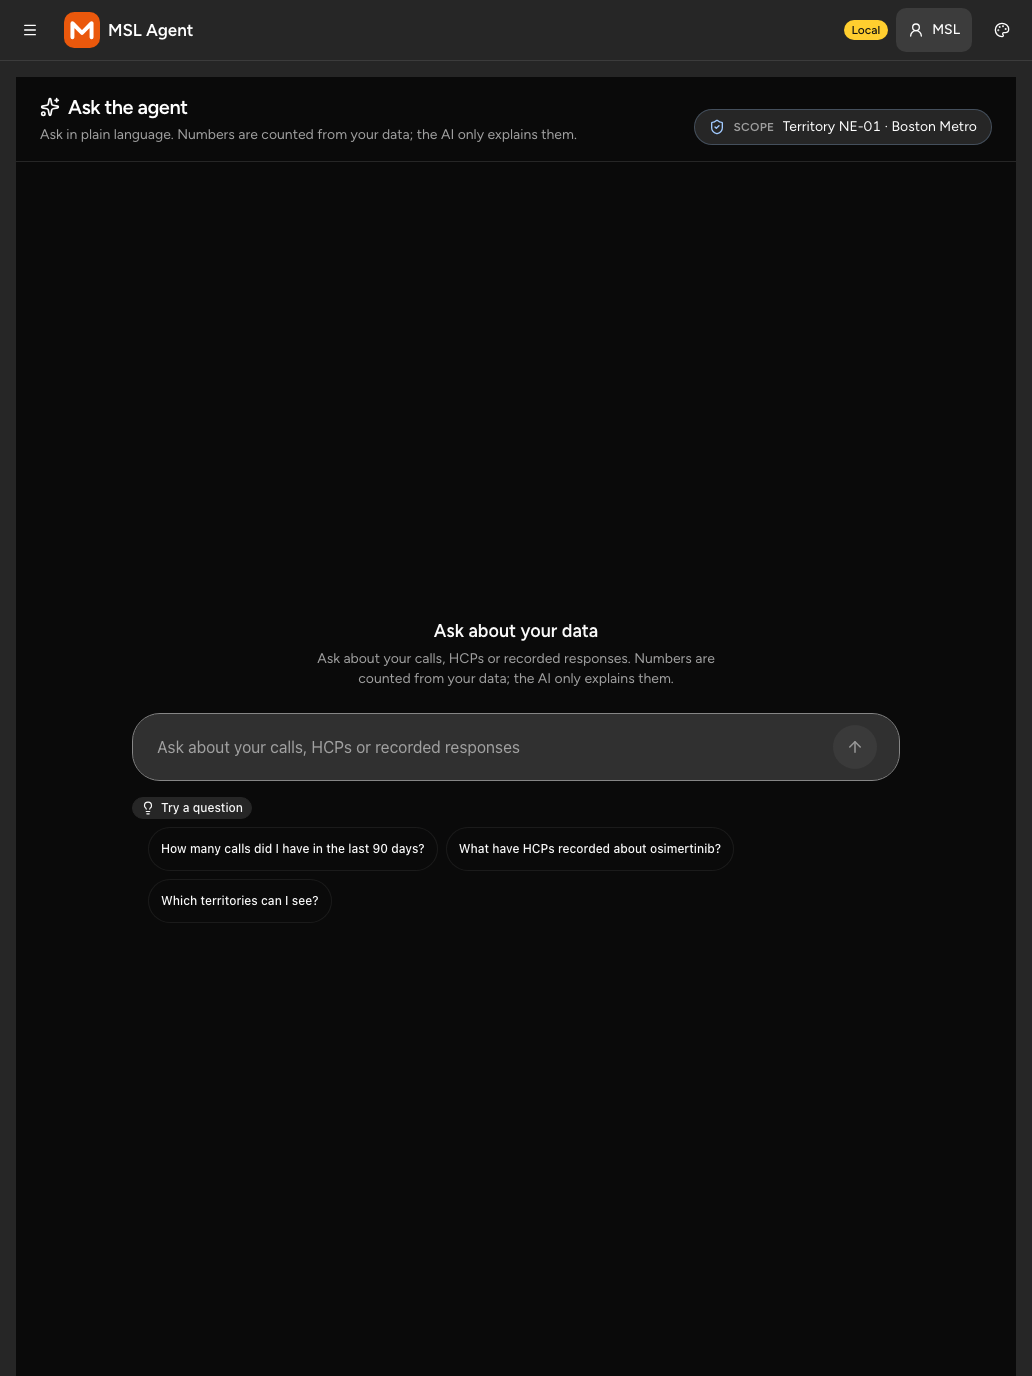 MSL Agent
Local
MSL
Ask the agent
Ask in plain language. Numbers are counted from your data; the AI only explains them.
SCOPE Territory NE-01 · Boston Metro
Ask about your data
Ask about your calls, HCPs or recorded responses. Numbers are
counted from your data; the AI only explains them.
Ask about your calls, HCPs or recorded responses
Try a question
How many calls did I have in the last 90 days?
What have HCPs recorded about osimertinib?
Which territories can I see?